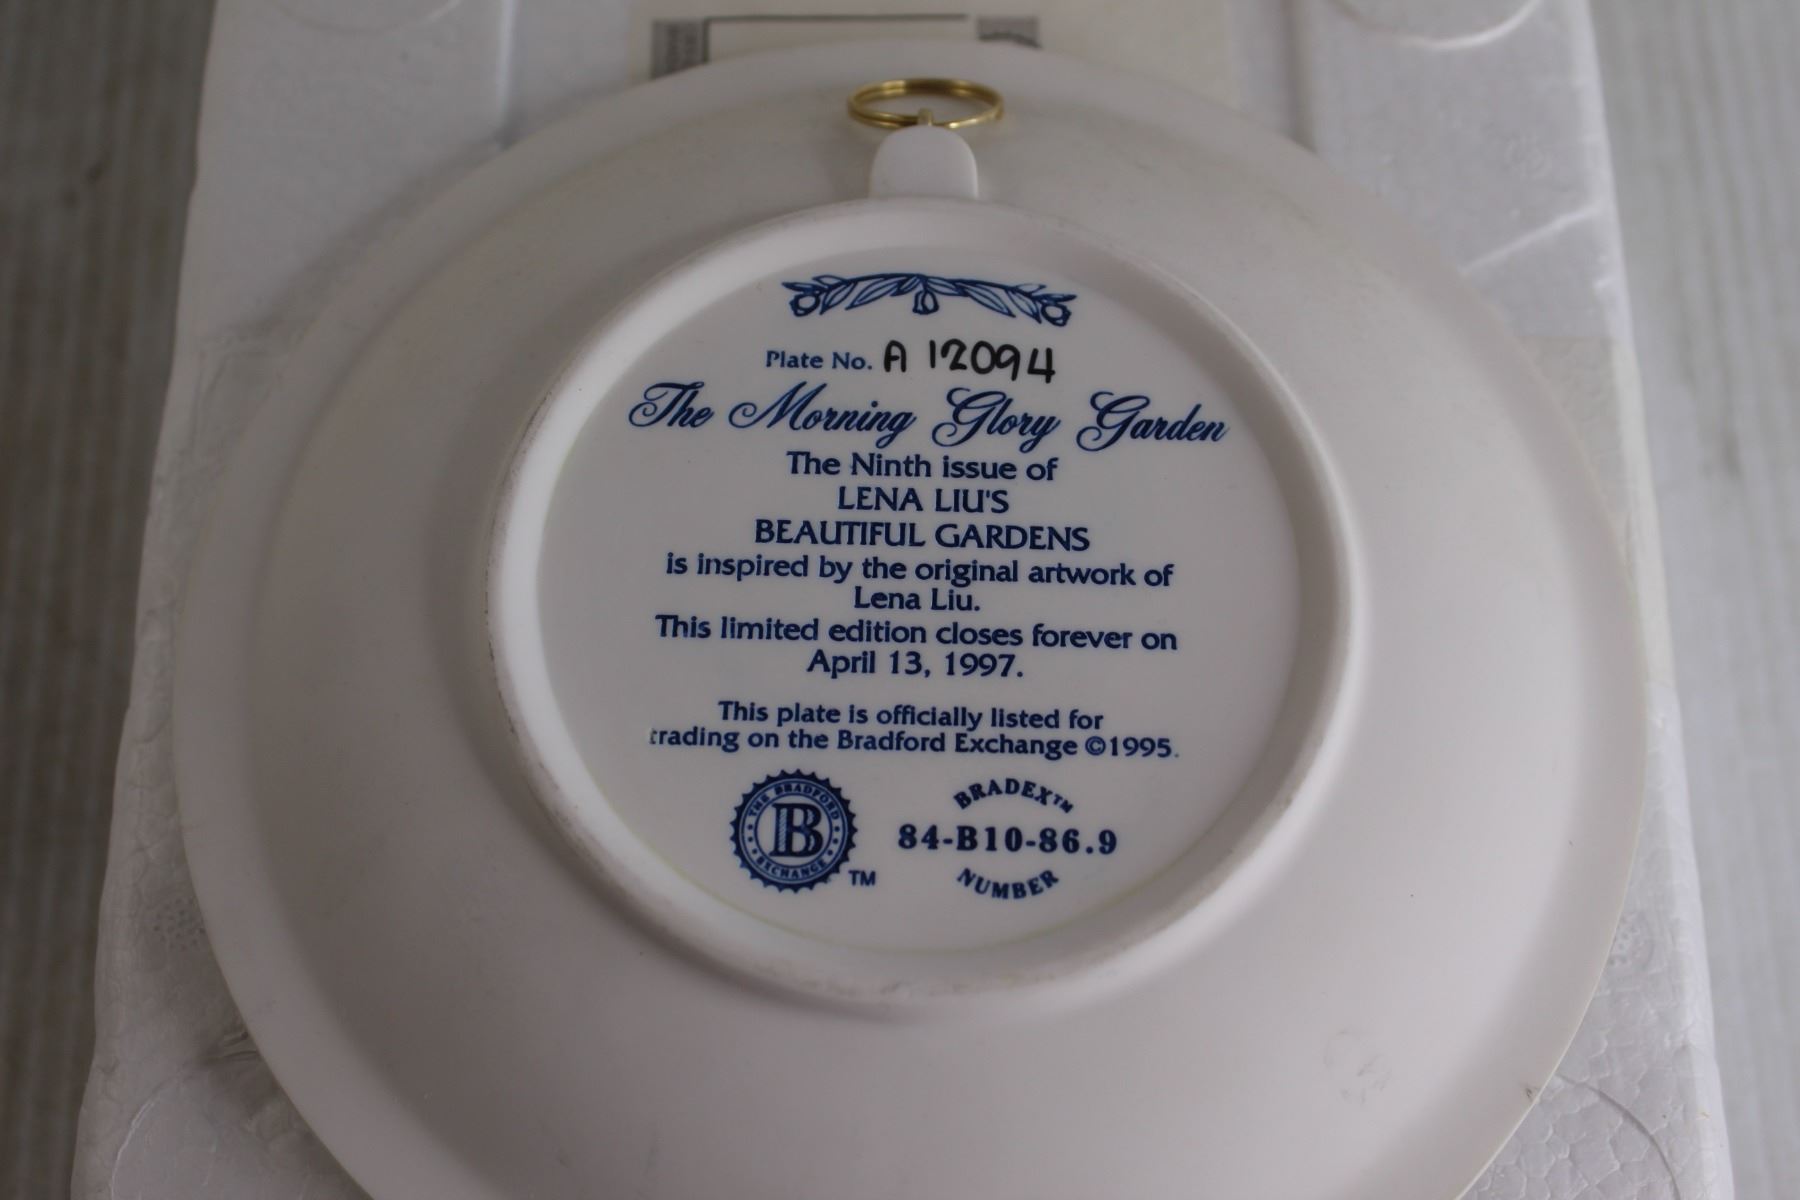 Plate No. A 12094
The Morning Glory Garden
The Ninth issue of
LENA LIU'S
BEAUTIFUL GARDENS
is inspired by the original artwork of
Lena Liu.
This limited edition closes forever on
April 13, 1997.
This plate is officially listed for
trading on the Bradford Exchange ©1995.
THE BRADFORD
B
EXCHANGE
TM
BRADEX™
84-B10-86.9
NUMBER